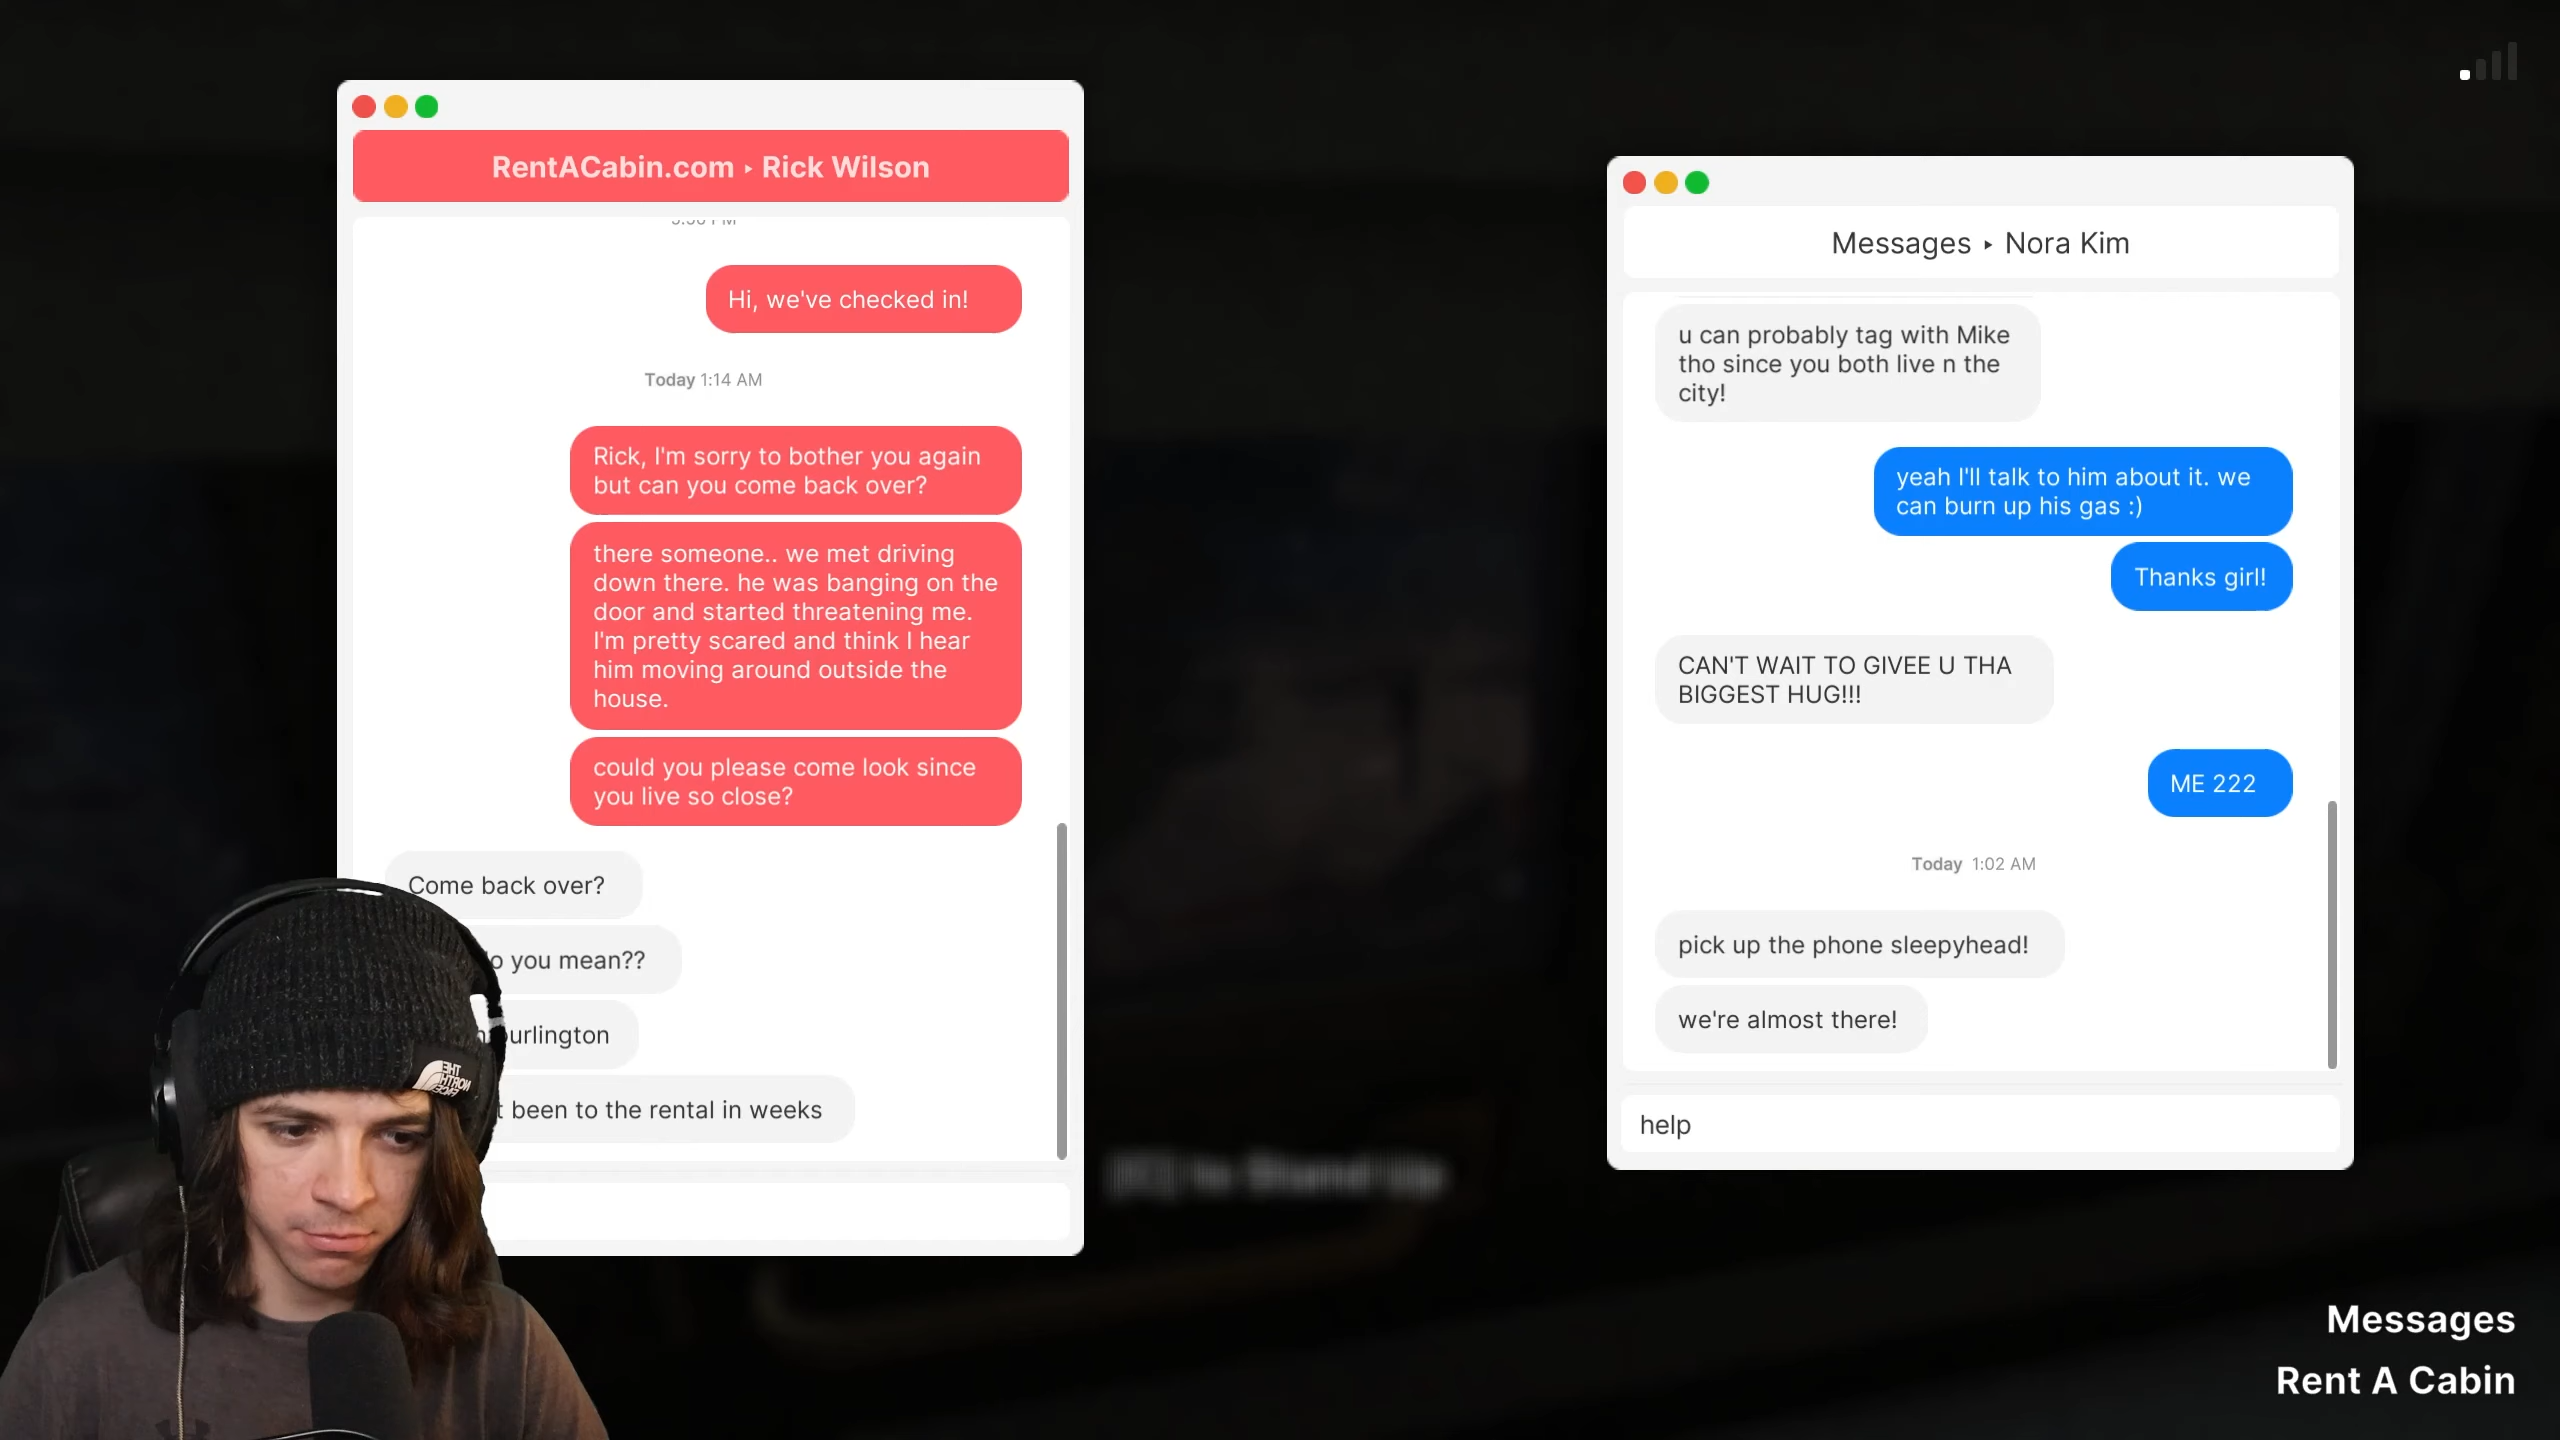 RentACabin.com ▸ Rick Wilson
Hi, we've checked in!
Today 1:14 AM
Rick, I'm sorry to bother you again
but can you come back over?
there someone.. we met driving
down there. he was banging on the
door and started threatening me.
I'm pretty scared and think I hear
him moving around outside the
house.
could you please come look since
you live so close?
Come back over?
you mean??
been to the rental in weeks
Messages ▸ Nora Kim
u can probably tag with Mike
tho since you both live n the
city!
yeah I'll talk to him about it. we
can burn up his gas :)
Thanks girl!
CAN'T WAIT TO GIVEE U THA
BIGGEST HUG!!!
ME 222
Today 1:02 AM
pick up the phone sleepyhead!
we're almost there!
help
THE
NORTH
FACE
to Stand Up
Messages
Rent A Cabin